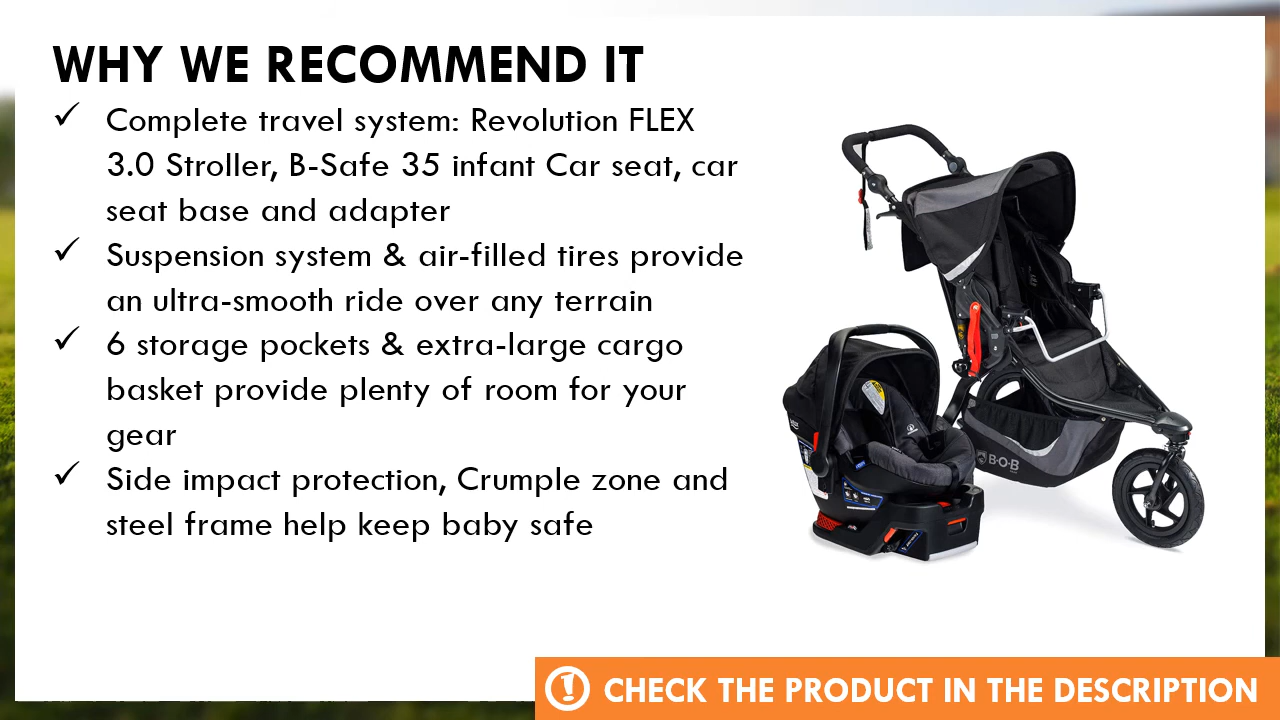 WHY WE RECOMMEND IT
✓ Complete travel system: Revolution FLEX
3.0 Stroller, B-Safe 35 infant Car seat, car
seat base and adapter
✓ Suspension system & air-filled tires provide
an ultra-smooth ride over any terrain
✓ 6 storage pockets & extra-large cargo
basket provide plenty of room for your
gear
✓ Side impact protection, Crumple zone and
steel frame help keep baby safe
B·O·B
CHECK THE PRODUCT IN THE DESCRIPTION